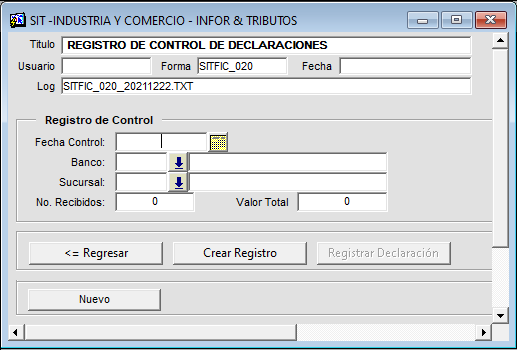 SIT -INDUSTRIA Y COMERCIO - INFOR & TRIBUTOS
Titulo REGISTRO DE CONTROL DE DECLARACIONES
Usuario Forma SITFIC_020 Fecha
Log SITFIC_020_20211222.TXT
Registro de Control
Fecha Control:
Banco:
Sucursal:
No. Recibidos: 0 Valor Total 0
<= Regresar Crear Registro Registrar Declaración
Nuevo